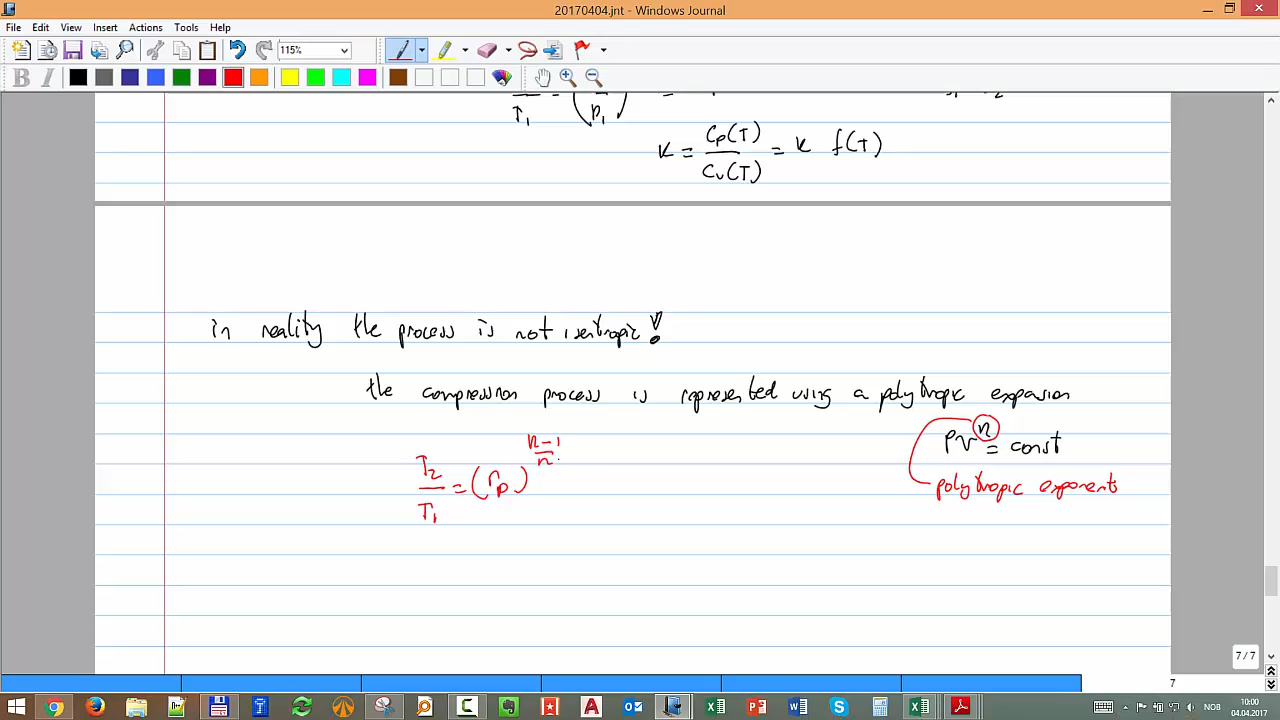 20170404.jnt - Windows Journal
File Edit View Insert Actions Tools Help
115%
B I
T1 p1
K = Cp(T) / Cv(T) = K f(T)
in reality the process is not isentropic!
the compression process is represented using a polytropic expansion
PV^n = const
polytropic exponents
T2/T1 = (rp)^(n-1/n)
7/7
7
NOB
10:00
04.04.2017